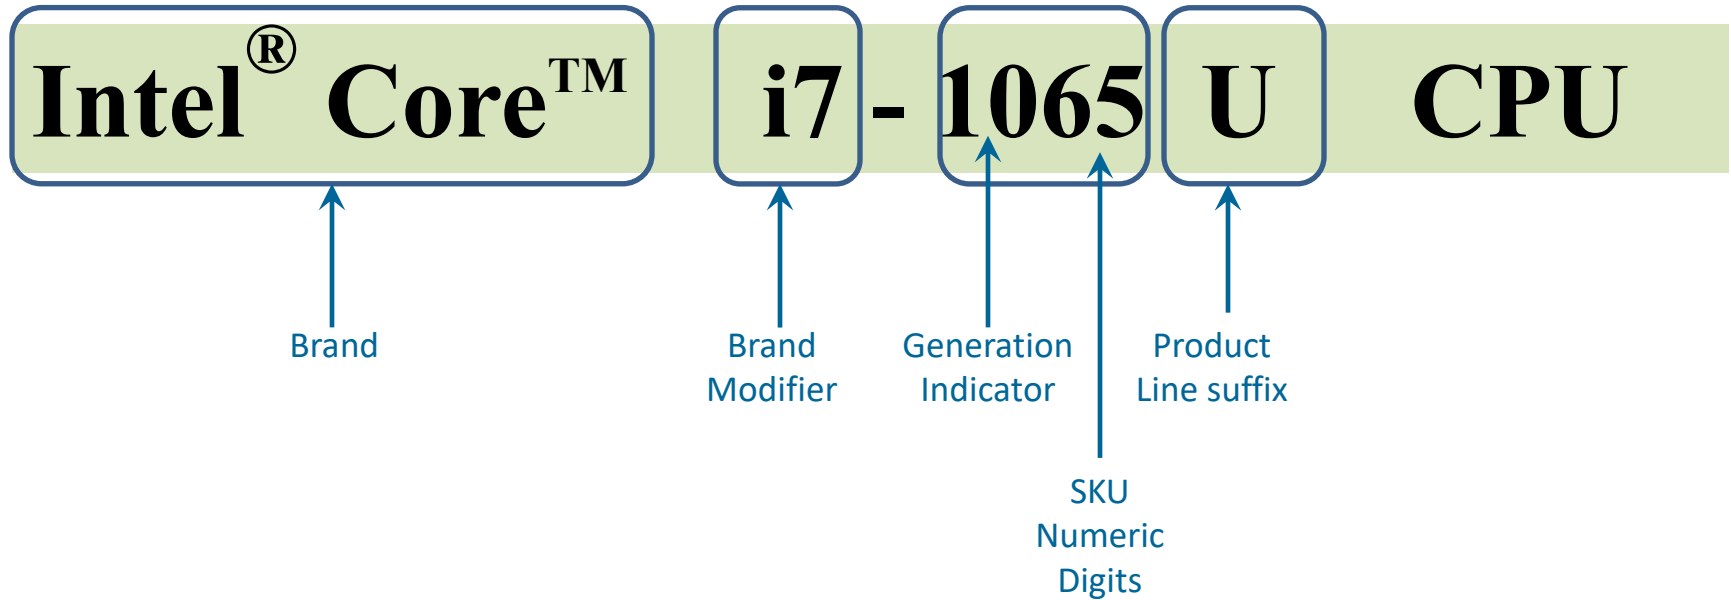 Intel® Core™ i7 - 1065 U CPU
Brand
Brand
Modifier
Generation
Indicator
Product
Line suffix
SKU
Numeric
Digits